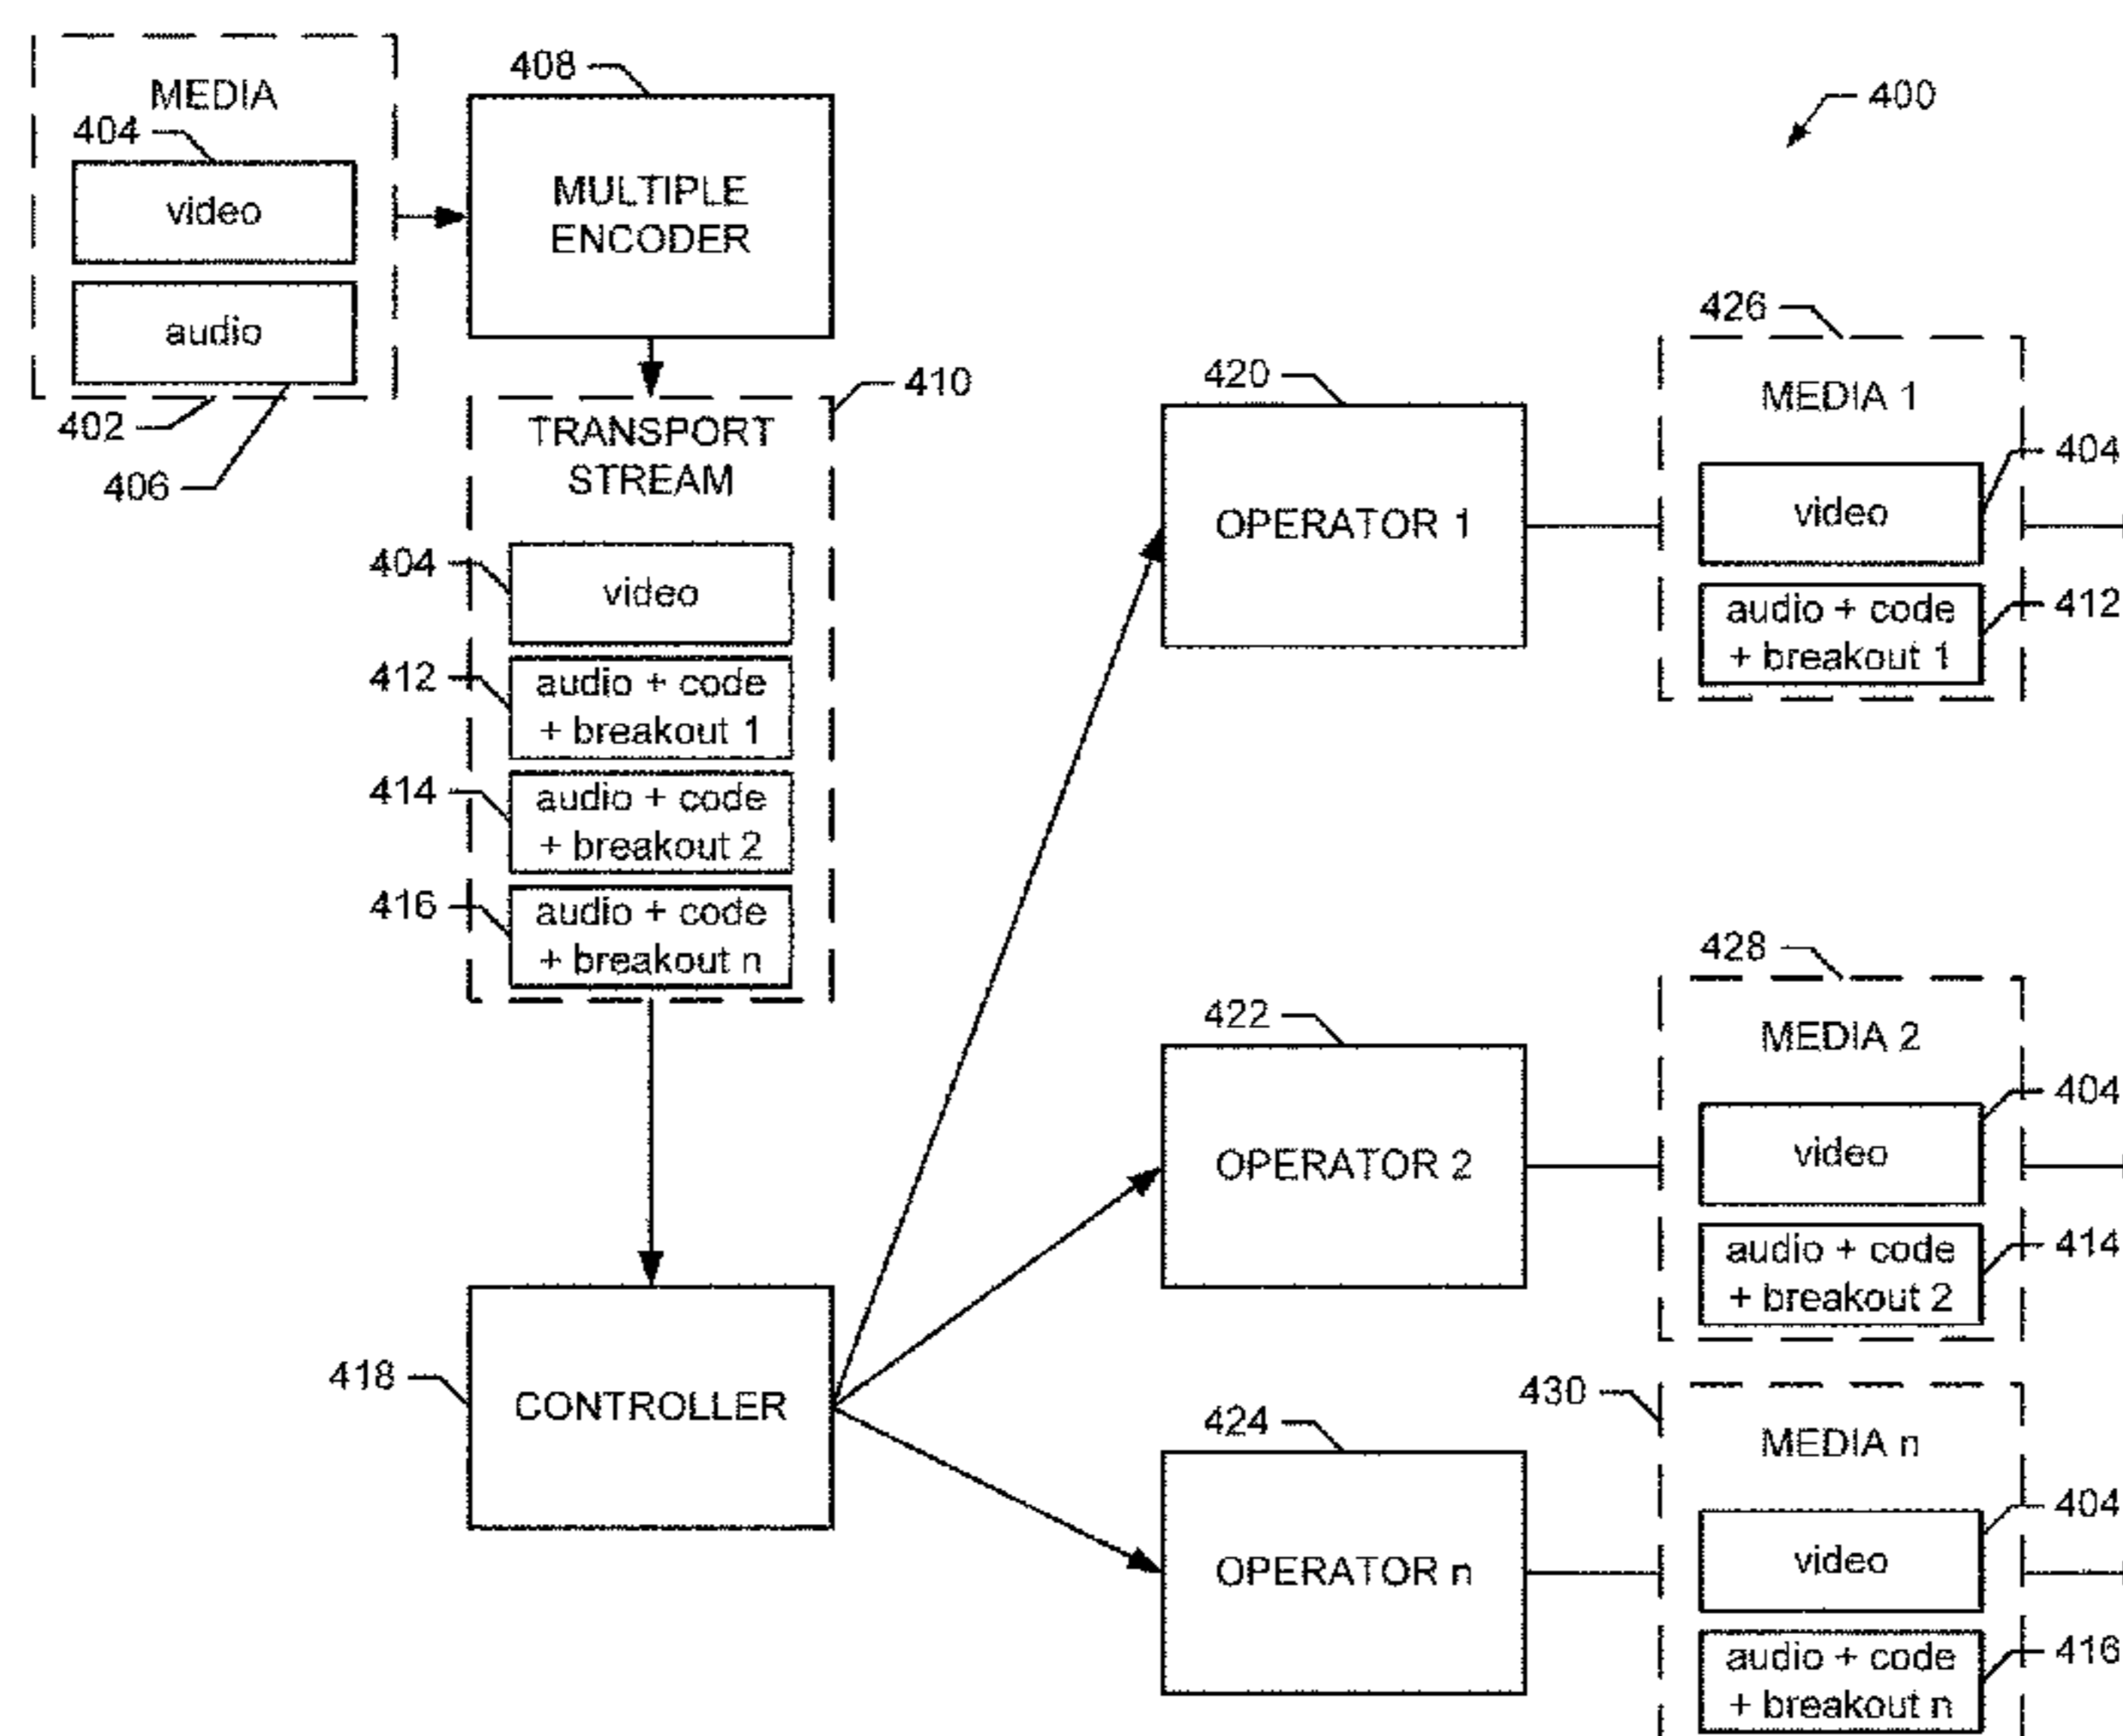 MEDIA
404
video
audio
402
406
408
MULTIPLE
ENCODER
400
410
TRANSPORT
STREAM
404
video
412
audio + code
+ breakout 1
414
audio + code
+ breakout 2
416
audio + code
+ breakout n
418
CONTROLLER
420
OPERATOR 1
426
MEDIA 1
404
video
412
audio + code
+ breakout 1
422
OPERATOR 2
428
MEDIA 2
404
video
414
audio + code
+ breakout 2
424
OPERATOR n
430
MEDIA n
404
video
416
audio + code
+ breakout n